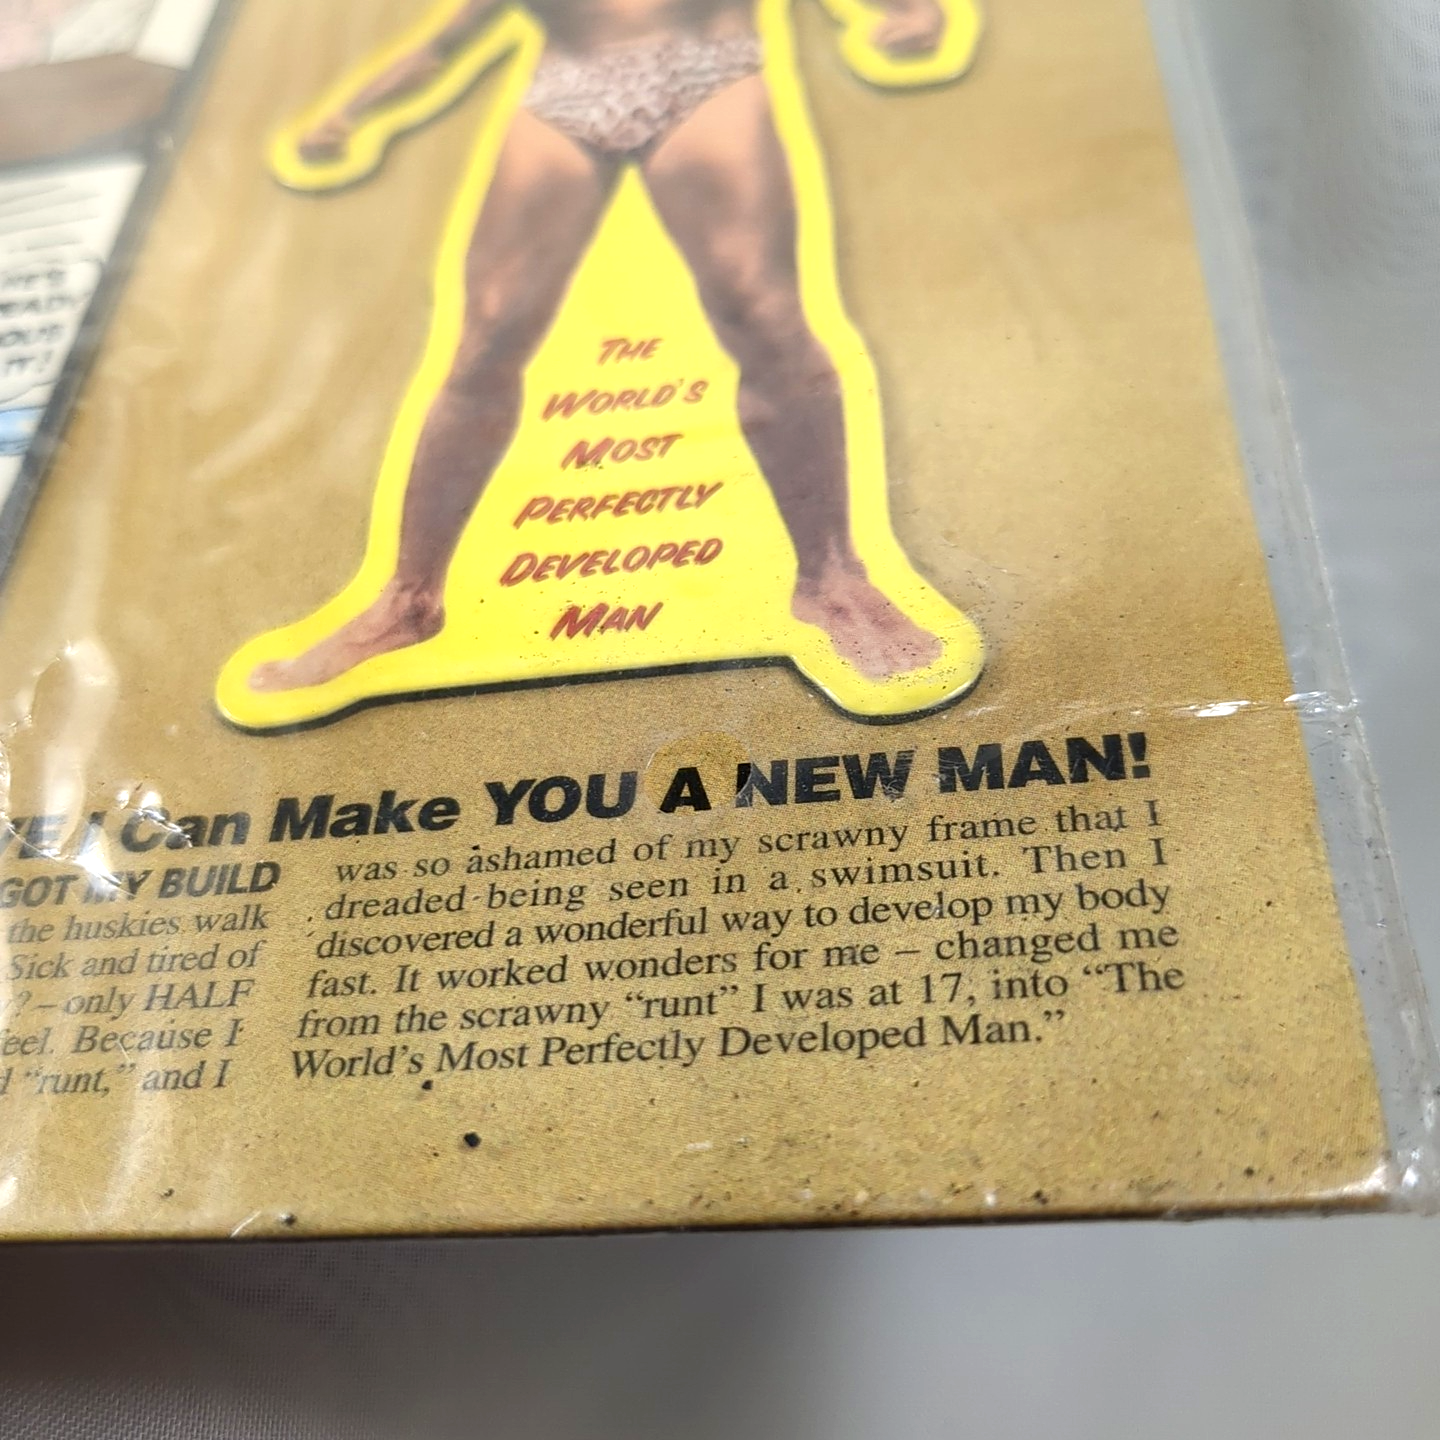 HE'S
IT!
THE
WORLD'S
MOST
PERFECTLY
DEVELOPED
MAN
I Can Make YOU A NEW MAN!
GOT MY BUILD
the huskies walk
Sick and tired of
? – only HALF
feel. Because I
"runt," and I
was so ashamed of my scrawny frame that I
dreaded being seen in a swimsuit. Then I
discovered a wonderful way to develop my body
fast. It worked wonders for me – changed me
from the scrawny "runt" I was at 17, into "The
World's Most Perfectly Developed Man."